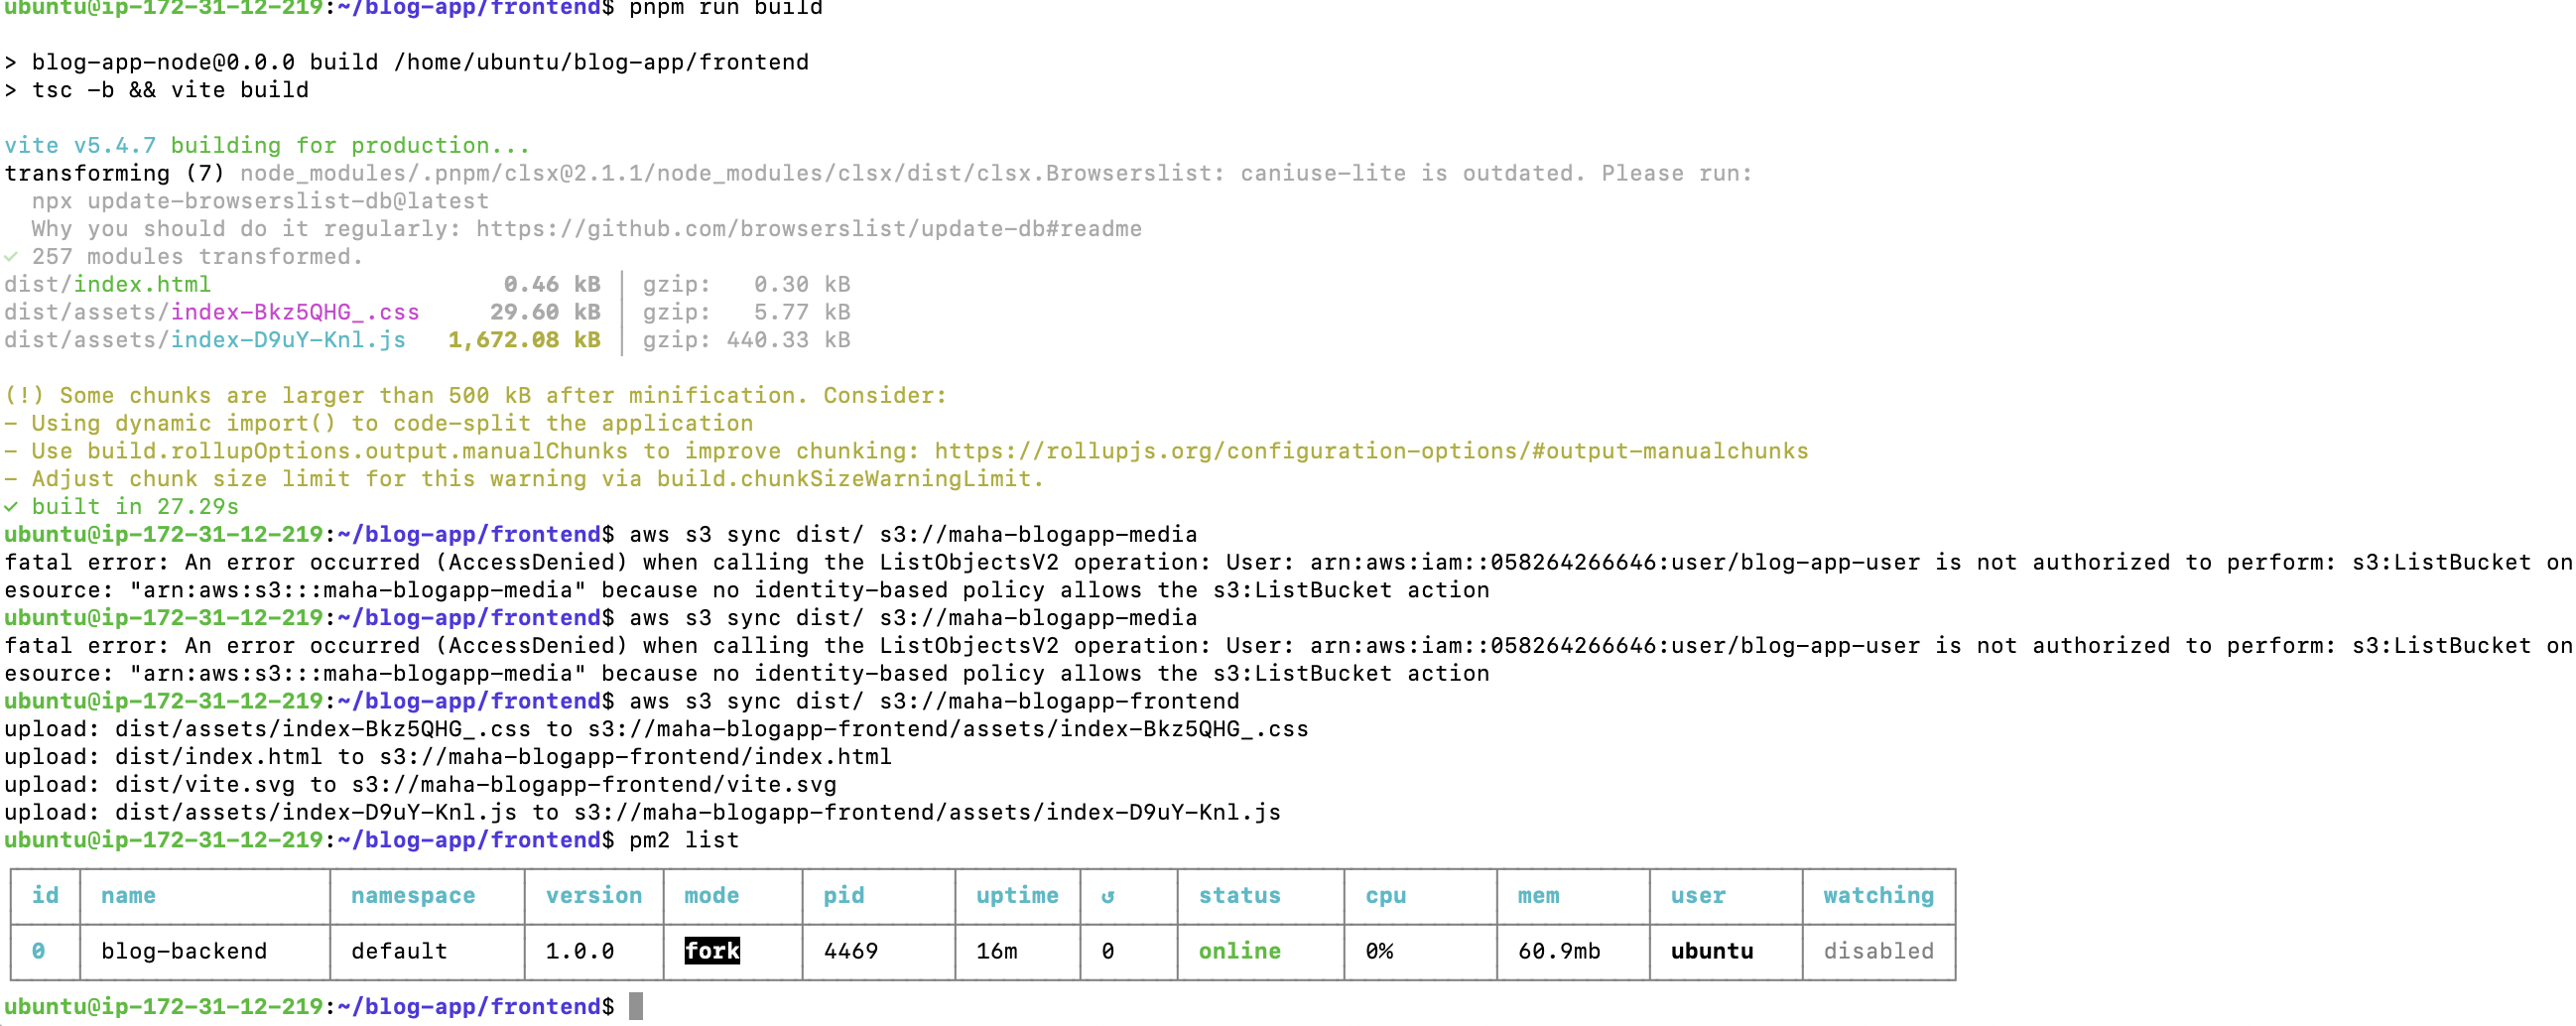 ubuntu@ip-172-31-12-219:~/blog-app/frontend$ pnpm run build
> blog-app-node@0.0.0 build /home/ubuntu/blog-app/frontend
> tsc -b && vite build
vite v5.4.7 building for production...
transforming (7) node_modules/.pnpm/clsx@2.1.1/node_modules/clsx/dist/clsx.Browserslist: caniuse-lite is outdated. Please run:
  npx update-browserslist-db@latest
  Why you should do it regularly: https://github.com/browserslist/update-db#readme
✓ 257 modules transformed.
dist/index.html                     0.46 kB │ gzip:   0.30 kB
dist/assets/index-Bkz5QHG_.css     29.60 kB │ gzip:   5.77 kB
dist/assets/index-D9uY-Knl.js   1,672.08 kB │ gzip: 440.33 kB
(!) Some chunks are larger than 500 kB after minification. Consider:
- Using dynamic import() to code-split the application
- Use build.rollupOptions.output.manualChunks to improve chunking: https://rollupjs.org/configuration-options/#output-manualchunks
- Adjust chunk size limit for this warning via build.chunkSizeWarningLimit.
✓ built in 27.29s
ubuntu@ip-172-31-12-219:~/blog-app/frontend$ aws s3 sync dist/ s3://maha-blogapp-media
fatal error: An error occurred (AccessDenied) when calling the ListObjectsV2 operation: User: arn:aws:iam::058264266646:user/blog-app-user is not authorized to perform: s3:ListBucket on
esource: "arn:aws:s3:::maha-blogapp-media" because no identity-based policy allows the s3:ListBucket action
ubuntu@ip-172-31-12-219:~/blog-app/frontend$ aws s3 sync dist/ s3://maha-blogapp-media
fatal error: An error occurred (AccessDenied) when calling the ListObjectsV2 operation: User: arn:aws:iam::058264266646:user/blog-app-user is not authorized to perform: s3:ListBucket on
esource: "arn:aws:s3:::maha-blogapp-media" because no identity-based policy allows the s3:ListBucket action
ubuntu@ip-172-31-12-219:~/blog-app/frontend$ aws s3 sync dist/ s3://maha-blogapp-frontend
upload: dist/assets/index-Bkz5QHG_.css to s3://maha-blogapp-frontend/assets/index-Bkz5QHG_.css
upload: dist/index.html to s3://maha-blogapp-frontend/index.html
upload: dist/vite.svg to s3://maha-blogapp-frontend/vite.svg
upload: dist/assets/index-D9uY-Knl.js to s3://maha-blogapp-frontend/assets/index-D9uY-Knl.js
ubuntu@ip-172-31-12-219:~/blog-app/frontend$ pm2 list
│ id │ name │ namespace │ version │ mode │ pid │ uptime │ ↺ │ status │ cpu │ mem │ user │ watching │
│ 0 │ blog-backend │ default │ 1.0.0 │ fork │ 4469 │ 16m │ 0 │ online │ 0% │ 60.9mb │ ubuntu │ disabled │
ubuntu@ip-172-31-12-219:~/blog-app/frontend$